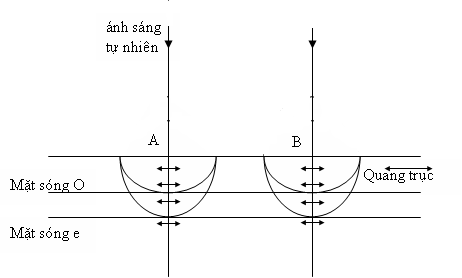 ánh sáng
tự nhiên
A
B
Quang trục
Mặt sóng O
Mặt sóng e